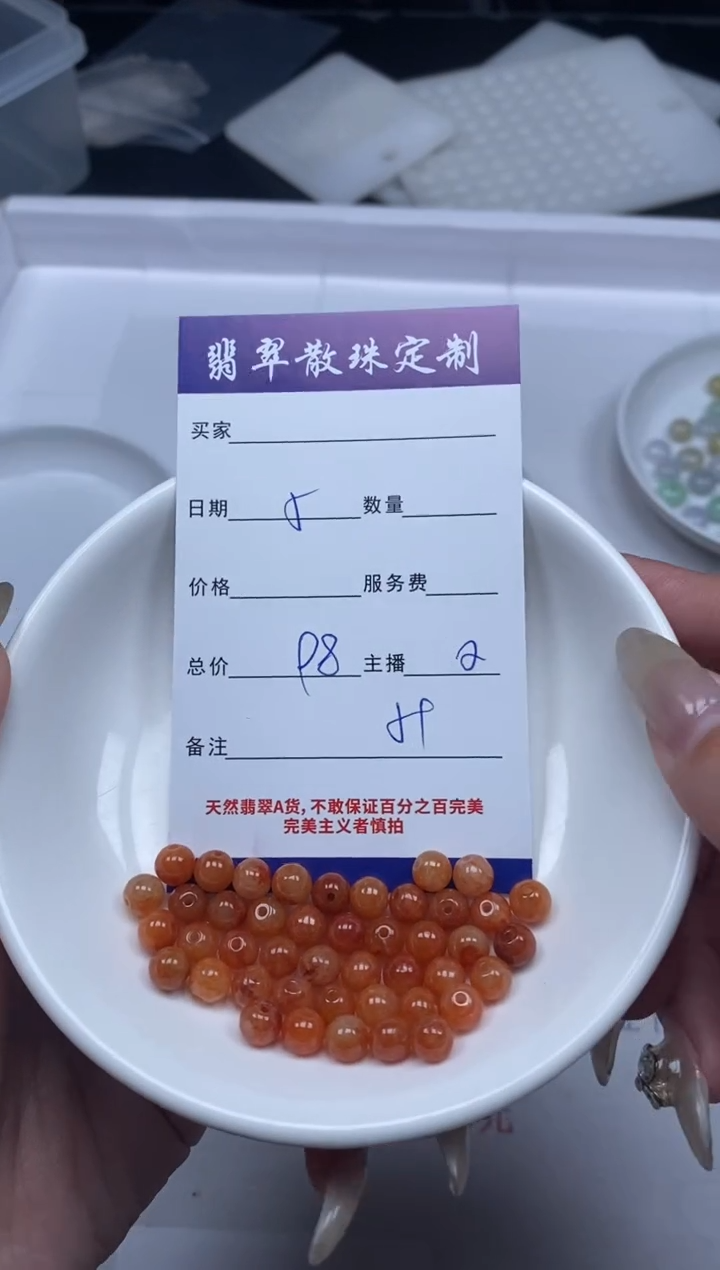 翡翠散珠定制
买家
日期 5 数量
价格 服务费
总价 P8 主播 2
备注
天然翡翠A货,不敢保证百分之百完美
完美主义者慎拍